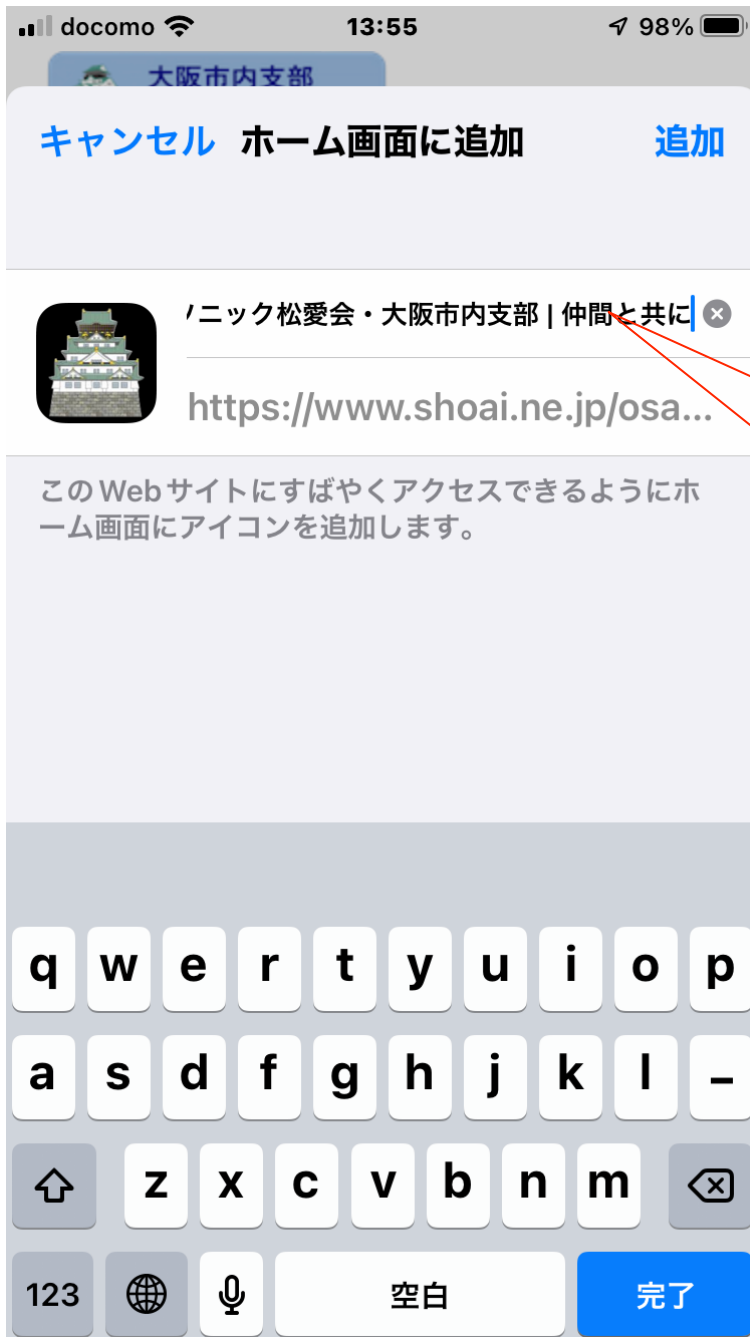 docomo 13:55 98%
大阪市内支部
キャンセル ホーム画面に追加 追加
ソニック松愛会・大阪市内支部 | 仲間と共に
https://www.shoai.ne.jp/osa...
このWebサイトにすばやくアクセスできるようにホ
ーム画面にアイコンを追加します。
q w e r t y u i o p
a s d f g h j k l -
z x c v b n m
123 空白 完了